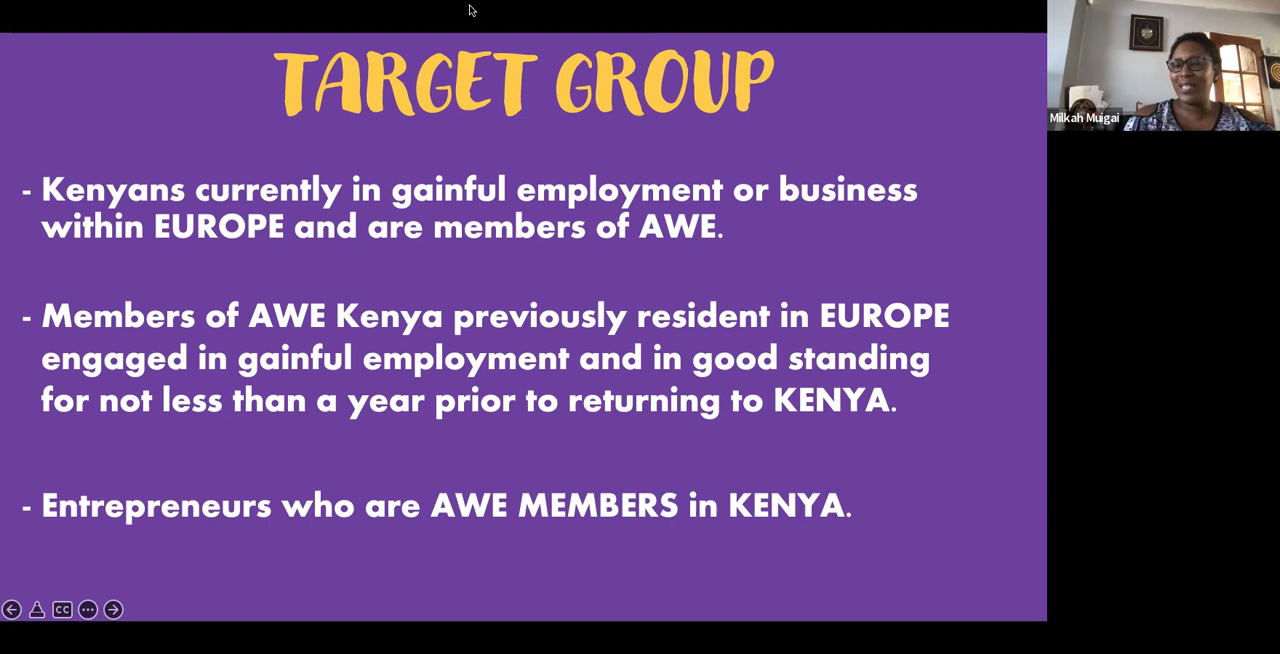 TARGET GROUP
- Kenyans currently in gainful employment or business
within EUROPE and are members of AWE.
- Members of AWE Kenya previously resident in EUROPE
engaged in gainful employment and in good standing
for not less than a year prior to returning to KENYA.
- Entrepreneurs who are AWE MEMBERS in KENYA.
CC
Milkah Muigai